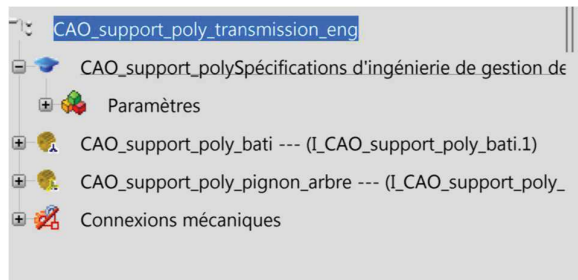 CAO_support_poly_transmission_eng
CAO_support_polySpécifications d'ingénierie de gestion de
Paramètres
CAO_support_poly_bati --- (I_CAO_support_poly_bati.1)
CAO_support_poly_pignon_arbre --- (I_CAO_support_poly_
Connexions mécaniques